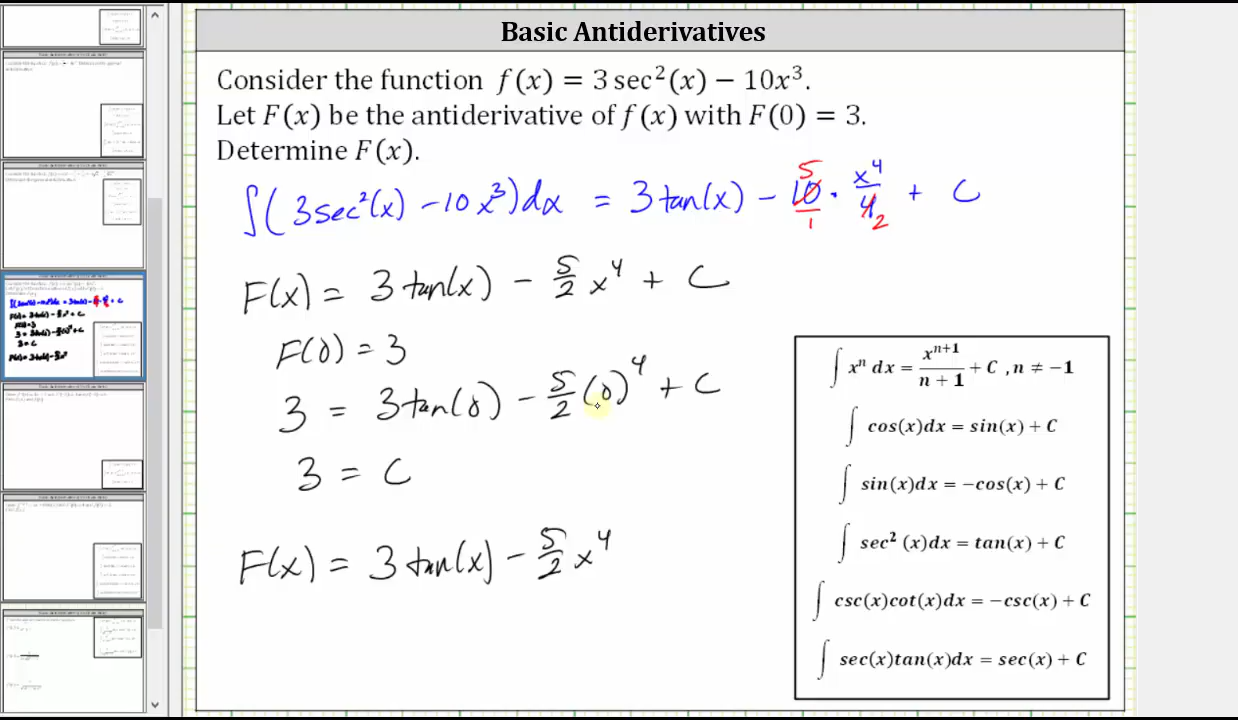 Basic Antiderivatives
Consider the function f(x) = 3 sec²(x) − 10x³.
Let F(x) be the antiderivative of f(x) with F(0) = 3.
Determine F(x).
∫(3sec²(x) − 10x³)dx = 3tan(x) − 10/1 · x⁴/4 + C
5
2
F(x) = 3tan(x) − 5/2 x⁴ + C
F(0) = 3
3 = 3tan(0) − 5/2 (0)⁴ + C
3 = C
F(x) = 3tan(x) − 5/2 x⁴
∫ xⁿ dx = xⁿ⁺¹/(n + 1) + C , n ≠ −1
∫ cos(x)dx = sin(x) + C
∫ sin(x)dx = −cos(x) + C
∫ sec² (x)dx = tan(x) + C
∫ csc(x)cot(x)dx = −csc(x) + C
∫ sec(x)tan(x)dx = sec(x) + C